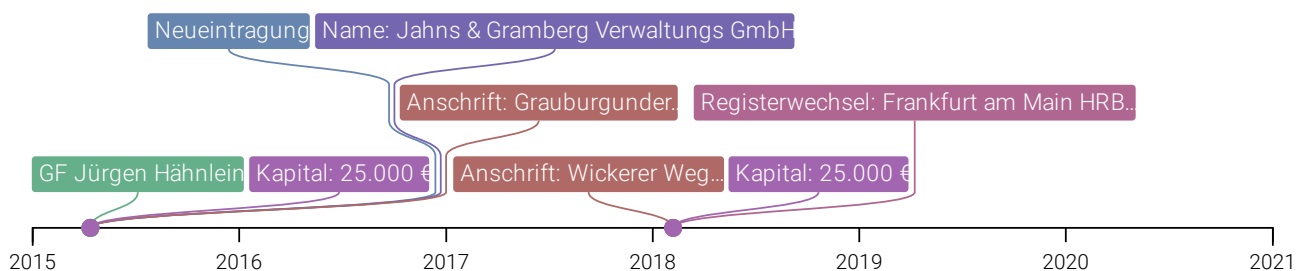 Neueintragung
Name: Jahns & Gramberg Verwaltungs GmbH
Anschrift: Grauburgunder…
Registerwechsel: Frankfurt am Main HRB…
GF Jürgen Hähnlein
Kapital: 25.000 €
Anschrift: Wickerer Weg…
Kapital: 25.000 €
2015 2016 2017 2018 2019 2020 2021